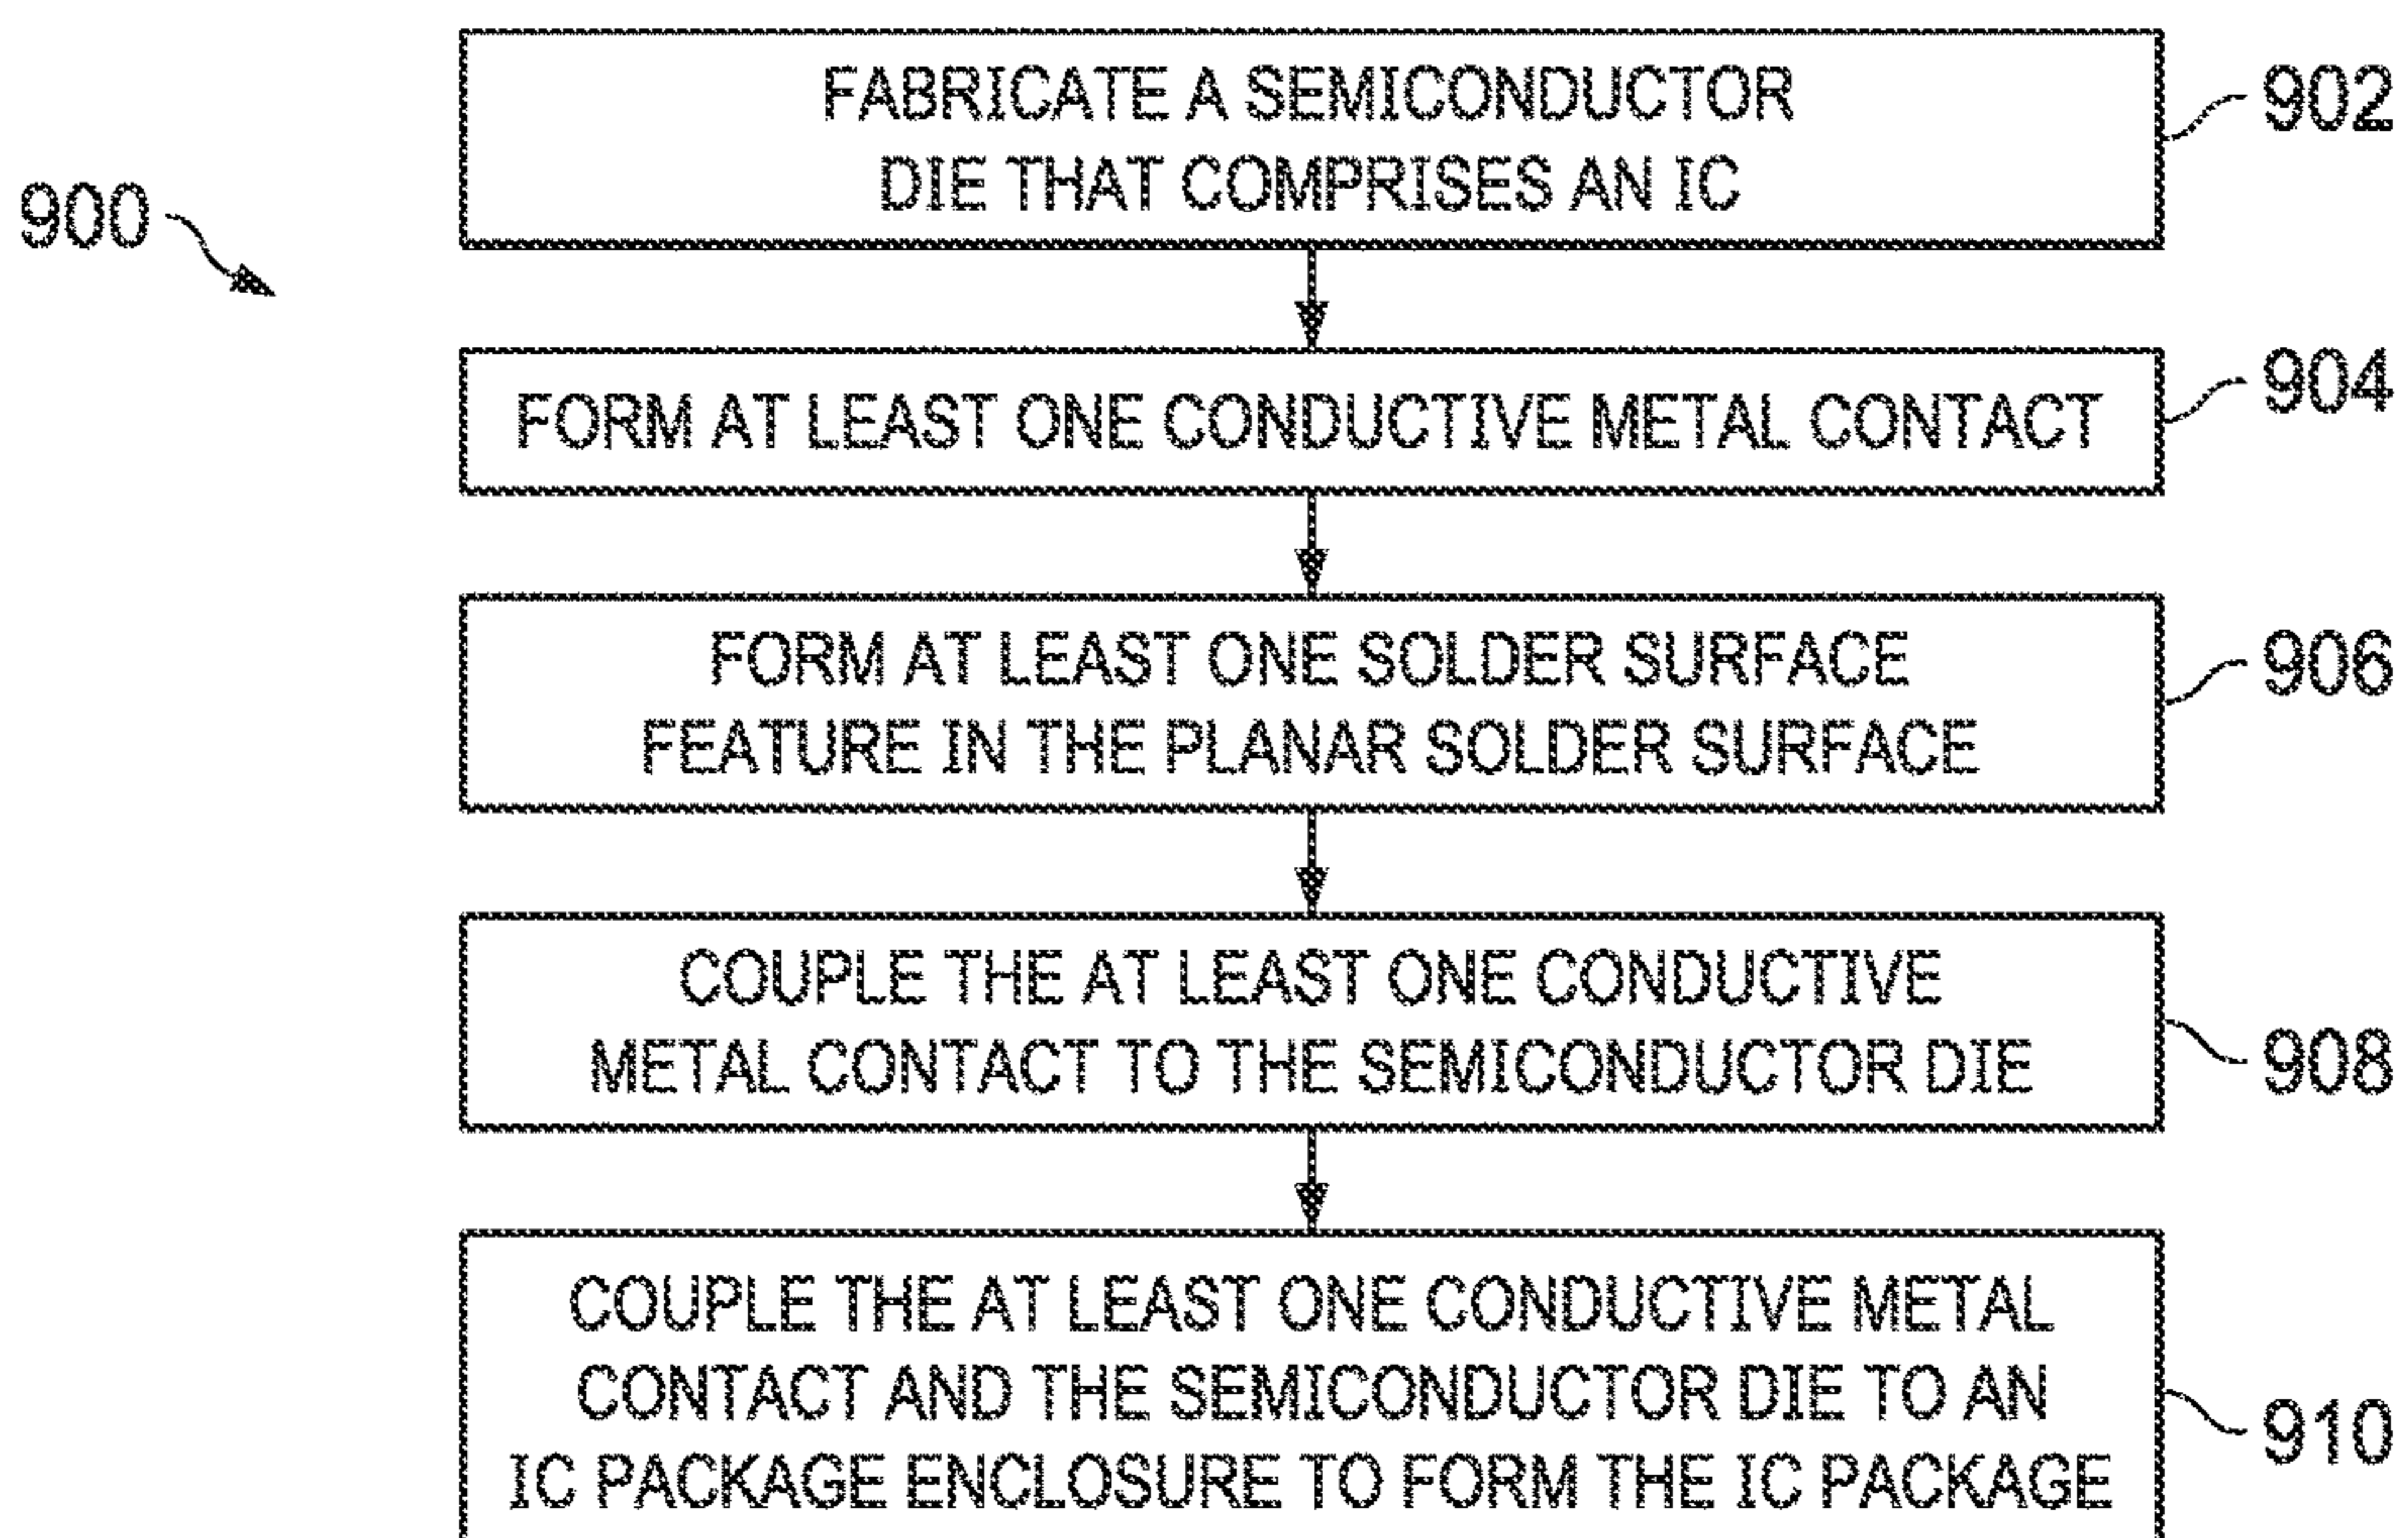 900
FABRICATE A SEMICONDUCTOR
DIE THAT COMPRISES AN IC
902
FORM AT LEAST ONE CONDUCTIVE METAL CONTACT
904
FORM AT LEAST ONE SOLDER SURFACE
FEATURE IN THE PLANAR SOLDER SURFACE
906
COUPLE THE AT LEAST ONE CONDUCTIVE
METAL CONTACT TO THE SEMICONDUCTOR DIE
908
COUPLE THE AT LEAST ONE CONDUCTIVE METAL
CONTACT AND THE SEMICONDUCTOR DIE TO AN
IC PACKAGE ENCLOSURE TO FORM THE IC PACKAGE
910